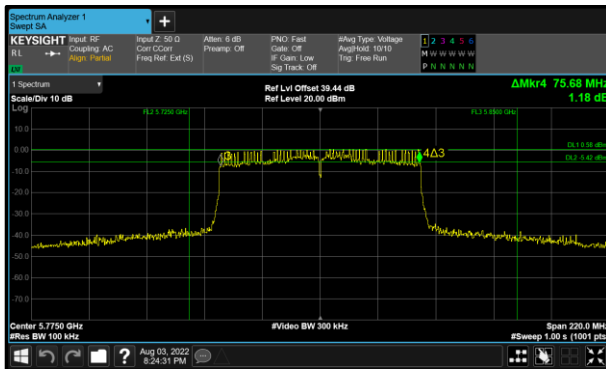 Spectrum Analyzer 1
Swept SA
KEYSIGHT
RL
Input: RF
Coupling: AC
Align: Partial
Input Z: 50 Ω
Corr CCorr
Freq Ref: Ext (S)
Atten: 6 dB
Preamp: Off
PNO: Fast
Gate: Off
IF Gain: Low
Sig Track: Off
#Avg Type: Voltage
Avg|Hold: 10/10
Trig: Free Run
1 2 3 4 5 6
M W W W W W
P N N N N N
1 Spectrum
Scale/Div 10 dB
Log
Ref Lvl Offset 39.44 dB
Ref Level 20.00 dBm
ΔMkr4 75.68 MHz
1.18 dB
FL2 5.7250 GHz
FL3 5.8500 GHz
10.0
0.00
DL1 0.58 dBm
3
4Δ3
DL2 -5.42 dBm
-10.0
-20.0
-30.0
-40.0
-50.0
-60.0
-70.0
Center 5.7750 GHz
#Video BW 300 kHz
Span 220.0 MHz
#Res BW 100 kHz
#Sweep 1.00 s (1001 pts)
Aug 03, 2022
8:24:31 PM